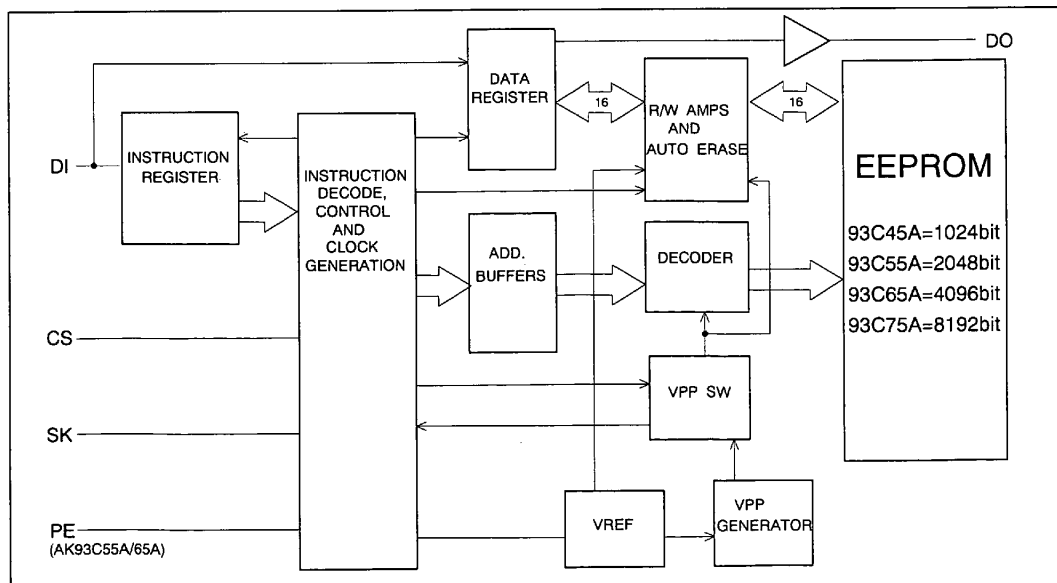 DO
DATA
REGISTER
16
R/W AMPS
AND
AUTO ERASE
16
EEPROM
93C45A=1024bit
93C55A=2048bit
93C65A=4096bit
93C75A=8192bit
DI
INSTRUCTION
REGISTER
INSTRUCTION
DECODE,
CONTROL
AND
CLOCK
GENERATION
ADD.
BUFFERS
DECODER
CS
VPP SW
SK
PE
(AK93C55A/65A)
VREF
VPP
GENERATOR